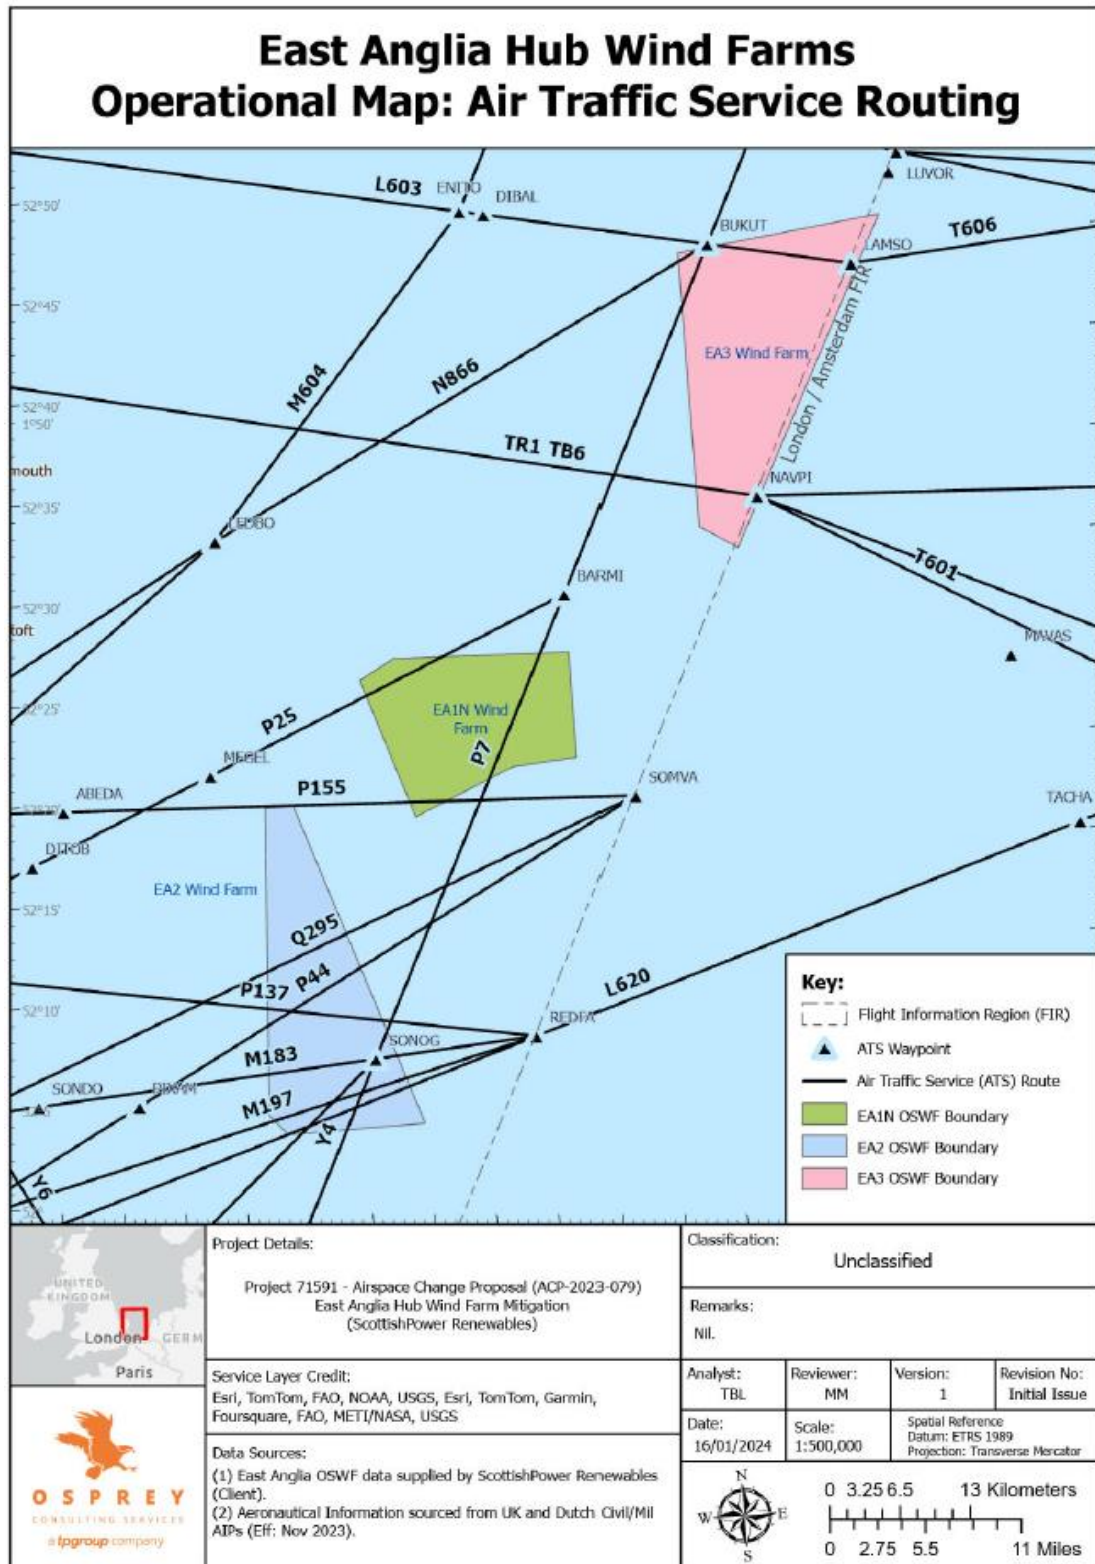 East Anglia Hub Wind Farms
Operational Map: Air Traffic Service Routing
LUVOR
L603
ENITO
DIBAL
52°50'
BUKUT
T606
LAMSO
52°45'
EA3 Wind Farm
London / Amsterdam FIR
N866
M604
52°40'
1°50'
TR1 TB6
mouth
NAVPI
52°35'
LEDBO
T601
BARMI
52°30'
toft
MAVAS
52°25'
EA1N Wind
Farm
P25
P7
MEGEL
SOMVA
P155
ABEDA
TACHA
52°20'
DITOB
EA2 Wind Farm
52°15'
Q295
P44
P137
L620
52°10'
REDFA
SONOG
M183
SONDO
M197
Y4
Y6
Key:
Flight Information Region (FIR)
ATS Waypoint
Air Traffic Service (ATS) Route
EA1N OSWF Boundary
EA2 OSWF Boundary
EA3 OSWF Boundary
UNITED
KINGDOM
London
GERM
Paris
Project Details:
Project 71591 - Airspace Change Proposal (ACP-2023-079)
East Anglia Hub Wind Farm Mitigation
(ScottishPower Renewables)
Classification:
Unclassified
Remarks:
Nil.
Service Layer Credit:
Esri, TomTom, FAO, NOAA, USGS, Esri, TomTom, Garmin,
Foursquare, FAO, METI/NASA, USGS
Analyst:
TBL
Reviewer:
MM
Version:
1
Revision No:
Initial Issue
Date:
16/01/2024
Scale:
1:500,000
Spatial Reference
Datum: ETRS 1989
Projection: Transverse Mercator
Data Sources:
(1) East Anglia OSWF data supplied by ScottishPower Renewables
(Client).
(2) Aeronautical Information sourced from UK and Dutch Civil/Mil
AIPs (Eff: Nov 2023).
OSPREY
CONSULTING SERVICES
a tpgroup company
N
W E
S
0 3.25 6.5 13 Kilometers
0 2.75 5.5 11 Miles